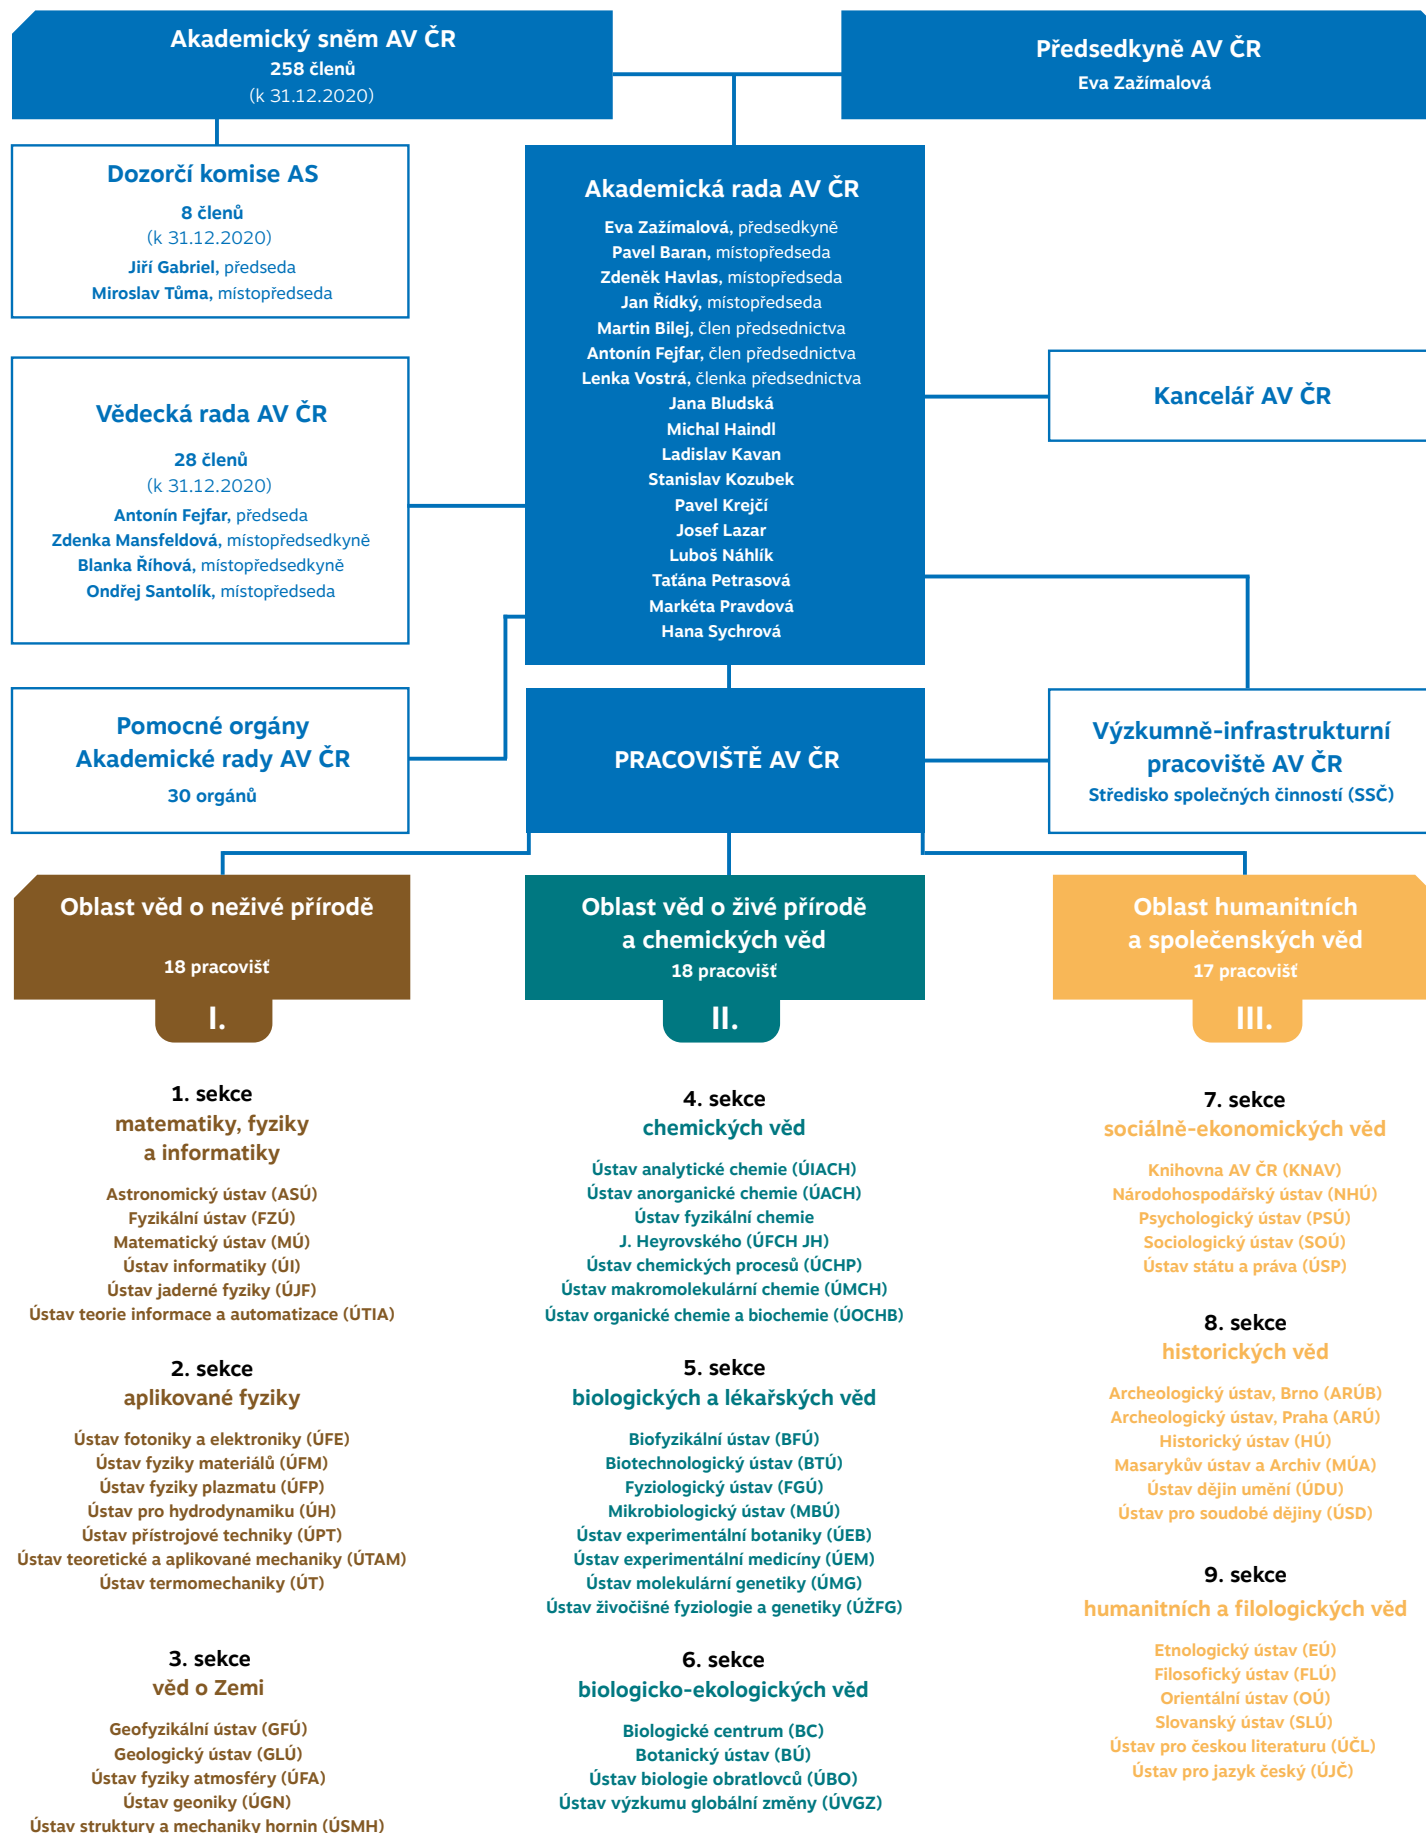 Akademický sněm AV ČR
258 členů
(k 31.12.2020)
Předsedkyně AV ČR
Eva Zažímalová
Dozorčí komise AS
8 členů
(k 31.12.2020)
Jiří Gabriel, předseda
Miroslav Tůma, místopředseda
Akademická rada AV ČR
Eva Zažímalová, předsedkyně
Pavel Baran, místopředseda
Zdeněk Havlas, místopředseda
Jan Řídký, místopředseda
Martin Bilej, člen předsednictva
Antonín Fejfar, člen předsednictva
Lenka Vostrá, členka předsednictva
Jana Bludská
Michal Haindl
Ladislav Kavan
Stanislav Kozubek
Pavel Krejčí
Josef Lazar
Luboš Náhlík
Taťána Petrasová
Markéta Pravdová
Hana Sychrová
Kancelář AV ČR
Vědecká rada AV ČR
28 členů
(k 31.12.2020)
Antonín Fejfar, předseda
Zdenka Mansfeldová, místopředsedkyně
Blanka Říhová, místopředsedkyně
Ondřej Santolík, místopředseda
Pomocné orgány
Akademické rady AV ČR
30 orgánů
PRACOVIŠTĚ AV ČR
Výzkumně-infrastrukturní
pracoviště AV ČR
Středisko společných činností (SSČ)
Oblast věd o neživé přírodě
18 pracovišť
I.
1. sekce
matematiky, fyziky
a informatiky
Astronomický ústav (ASÚ)
Fyzikální ústav (FZÚ)
Matematický ústav (MÚ)
Ústav informatiky (ÚI)
Ústav jaderné fyziky (ÚJF)
Ústav teorie informace a automatizace (ÚTIA)
2. sekce
aplikované fyziky
Ústav fotoniky a elektroniky (ÚFE)
Ústav fyziky materiálů (ÚFM)
Ústav fyziky plazmatu (ÚFP)
Ústav pro hydrodynamiku (ÚH)
Ústav přístrojové techniky (ÚPT)
Ústav teoretické a aplikované mechaniky (ÚTAM)
Ústav termomechaniky (ÚT)
3. sekce
věd o Zemi
Geofyzikální ústav (GFÚ)
Geologický ústav (GLÚ)
Ústav fyziky atmosféry (ÚFA)
Ústav geoniky (ÚGN)
Ústav struktury a mechaniky hornin (ÚSMH)
Oblast věd o živé přírodě
a chemických věd
18 pracovišť
II.
4. sekce
chemických věd
Ústav analytické chemie (ÚIACH)
Ústav anorganické chemie (ÚACH)
Ústav fyzikální chemie
J. Heyrovského (ÚFCH JH)
Ústav chemických procesů (ÚCHP)
Ústav makromolekulární chemie (ÚMCH)
Ústav organické chemie a biochemie (ÚOCHB)
5. sekce
biologických a lékařských věd
Biofyzikální ústav (BFÚ)
Biotechnologický ústav (BTÚ)
Fyziologický ústav (FGÚ)
Mikrobiologický ústav (MBÚ)
Ústav experimentální botaniky (ÚEB)
Ústav experimentální medicíny (ÚEM)
Ústav molekulární genetiky (ÚMG)
Ústav živočišné fyziologie a genetiky (ÚŽFG)
6. sekce
biologicko-ekologických věd
Biologické centrum (BC)
Botanický ústav (BÚ)
Ústav biologie obratlovců (ÚBO)
Ústav výzkumu globální změny (ÚVGZ)
Oblast humanitních
a společenských věd
17 pracovišť
III.
7. sekce
sociálně-ekonomických věd
Knihovna AV ČR (KNAV)
Národohospodářský ústav (NHÚ)
Psychologický ústav (PSÚ)
Sociologický ústav (SOÚ)
Ústav státu a práva (ÚSP)
8. sekce
historických věd
Archeologický ústav, Brno (ARÚB)
Archeologický ústav, Praha (ARÚ)
Historický ústav (HÚ)
Masarykův ústav a Archiv (MÚA)
Ústav dějin umění (ÚDU)
Ústav pro soudobé dějiny (ÚSD)
9. sekce
humanitních a filologických věd
Etnologický ústav (EÚ)
Filosofický ústav (FLÚ)
Orientální ústav (OÚ)
Slovanský ústav (SLÚ)
Ústav pro českou literaturu (ÚČL)
Ústav pro jazyk český (ÚJČ)